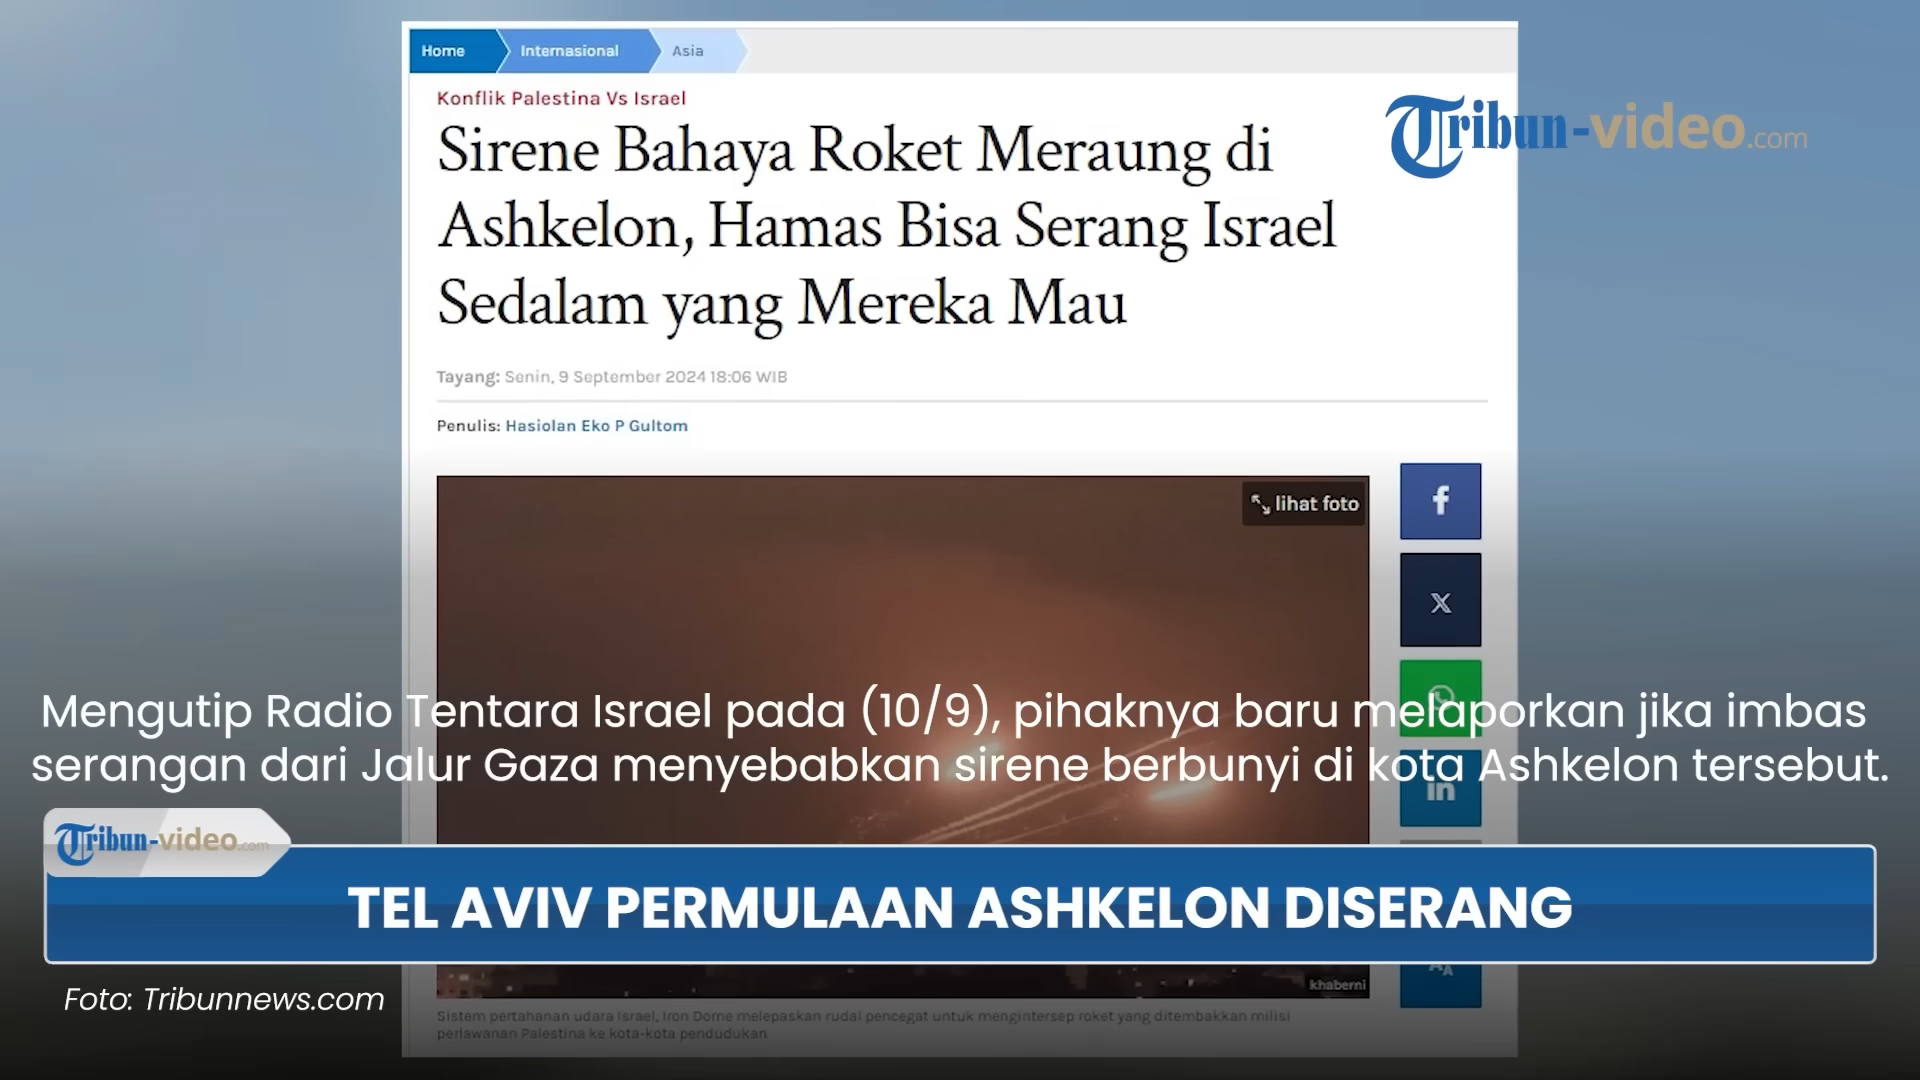 Home
Internasional
Asia
Konflik Palestina Vs Israel
Sirene Bahaya Roket Meraung di
Ashkelon, Hamas Bisa Serang Israel
Sedalam yang Mereka Mau
Tribun-video.com
Tayang: Senin, 9 September 2024 18:06 WIB
Penulis: Hasiolan Eko P Gultom
lihat foto
f
X
Mengutip Radio Tentara Israel pada (10/9), pihaknya baru melaporkan jika imbas
serangan dari Jalur Gaza menyebabkan sirene berbunyi di kota Ashkelon tersebut.
in
Tribun-video.com
TEL AVIV PERMULAAN ASHKELON DISERANG
AA
khaberni
Foto: Tribunnews.com
Sistem pertahanan udara Israel, Iron Dome melepaskan rudal pencegat untuk mengintersep roket yang ditembakkan milisi
perlawanan Palestina ke kota-kota pendudukan